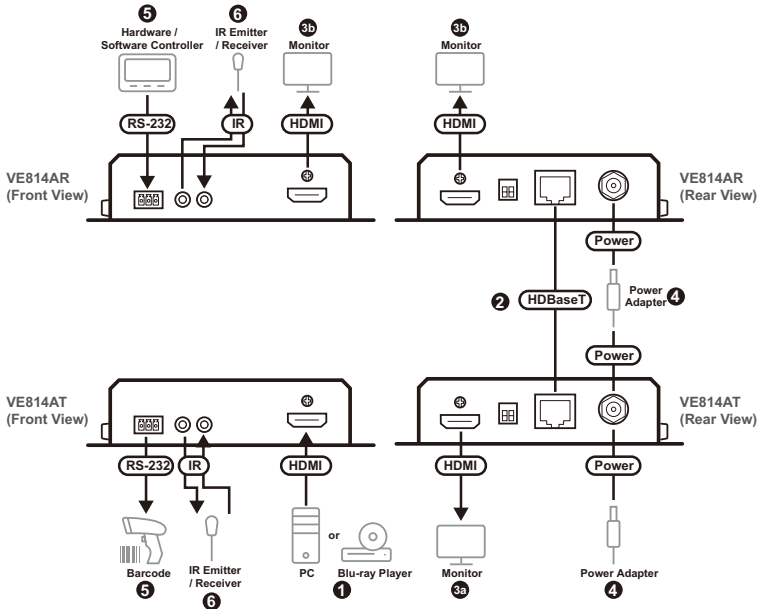 5
Hardware /
Software Controller
6
IR Emitter
/ Receiver
3b
Monitor
3b
Monitor
RS-232
IR
HDMI
HDMI
VE814AR
(Front View)
VE814AR
(Rear View)
Power
2
HDBaseT
Power
Adapter
4
Power
VE814AT
(Front View)
VE814AT
(Rear View)
RS-232
IR
HDMI
HDMI
Power
or
Barcode
5
IR Emitter
/ Receiver
6
PC
Blu-ray Player
1
Monitor
3a
Power Adapter
4